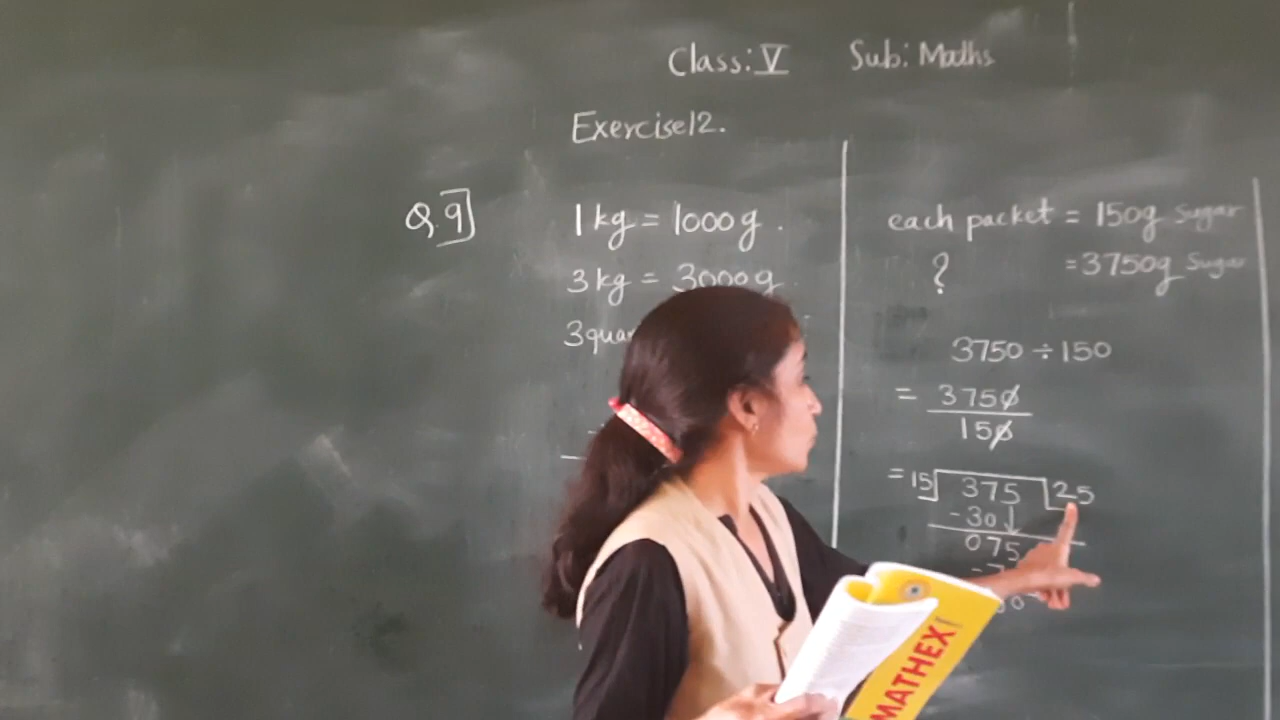 Class: V Sub: Maths
Exercise 12.
Q.9]
1 kg = 1000 g.
3 kg = 3000 g.
3
each packet = 150g Sugar
? = 3750g Sugar
3750 ÷ 150
= 3750
150
= 15 375 25
- 30 ↓
075
MATHEX